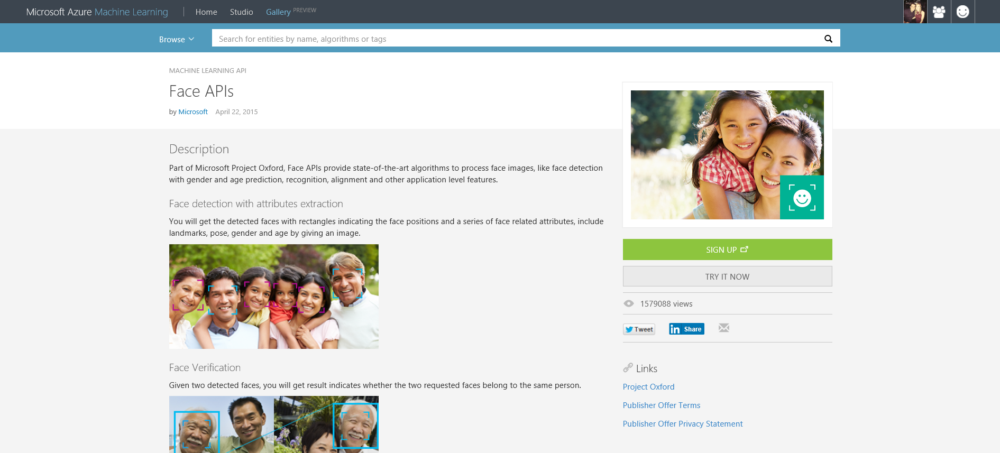 Microsoft Azure Machine Learning
Home
Studio
Gallery PREVIEW
Browse
Search for entities by name, algorithms or tags
MACHINE LEARNING API
Face APIs
by Microsoft April 22, 2015
Description
Part of Microsoft Project Oxford, Face APIs provide state-of-the-art algorithms to process face images, like face detection
with gender and age prediction, recognition, alignment and other application level features.
Face detection with attributes extraction
You will get the detected faces with rectangles indicating the face positions and a series of face related attributes, include
landmarks, pose, gender and age by giving an image.
Face Verification
Given two detected faces, you will get result indicates whether the two requested faces belong to the same person.
SIGN UP
TRY IT NOW
1579088 views
Tweet
in Share
Links
Project Oxford
Publisher Offer Terms
Publisher Offer Privacy Statement